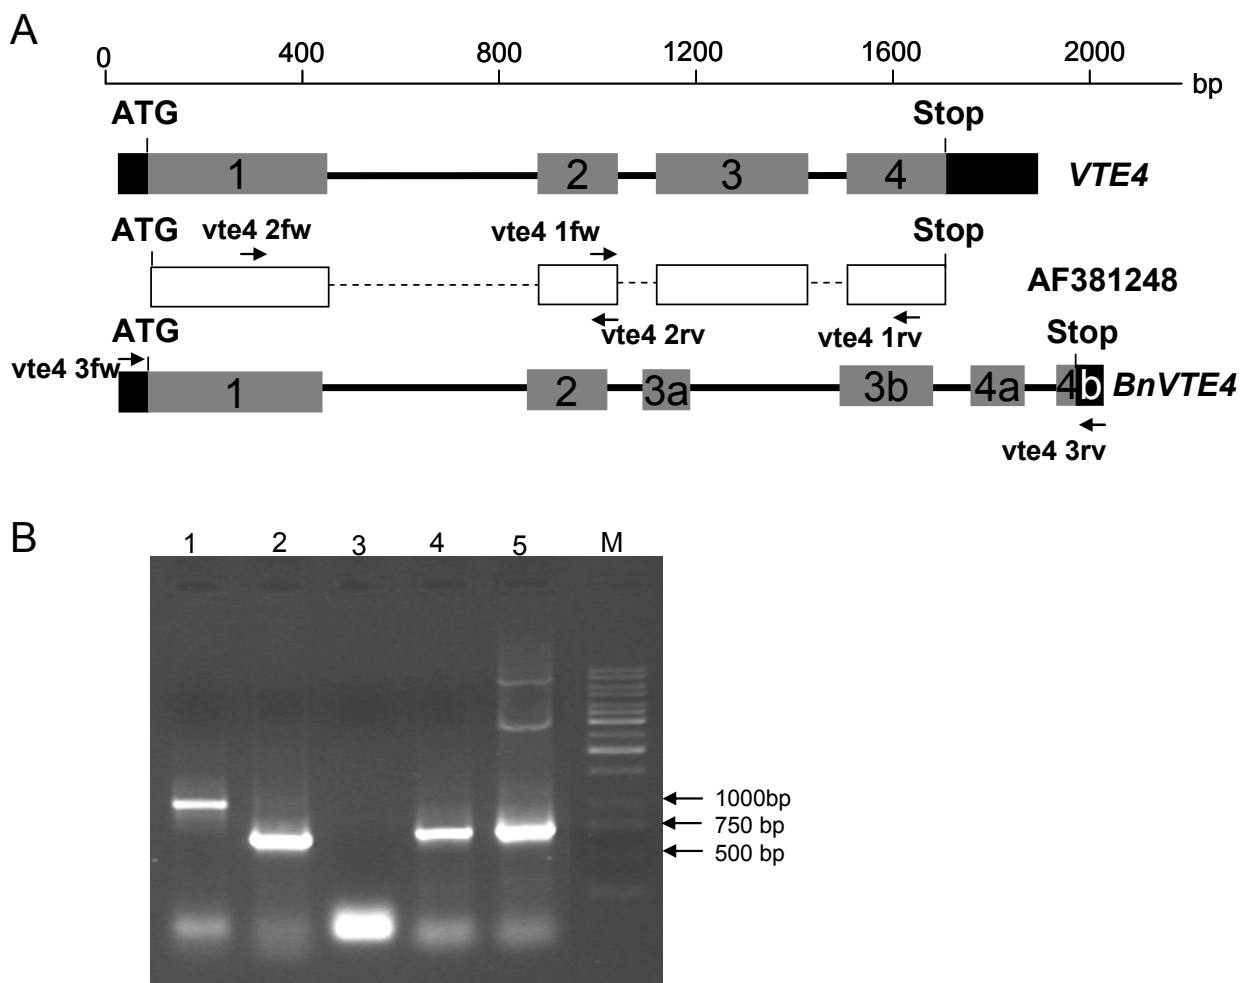 A
0 400 800 1200 1600 2000
bp
ATG Stop
1 2 3 4 VTE4
ATG vte4 2fw vte4 1fw Stop
AF381248
ATG vte4 2rv vte4 1rv Stop
vte4 3fw
1 2 3a 3b 4a 4b BnVTE4
vte4 3rv
B
1 2 3 4 5 M
1000bp
750 bp
500 bp